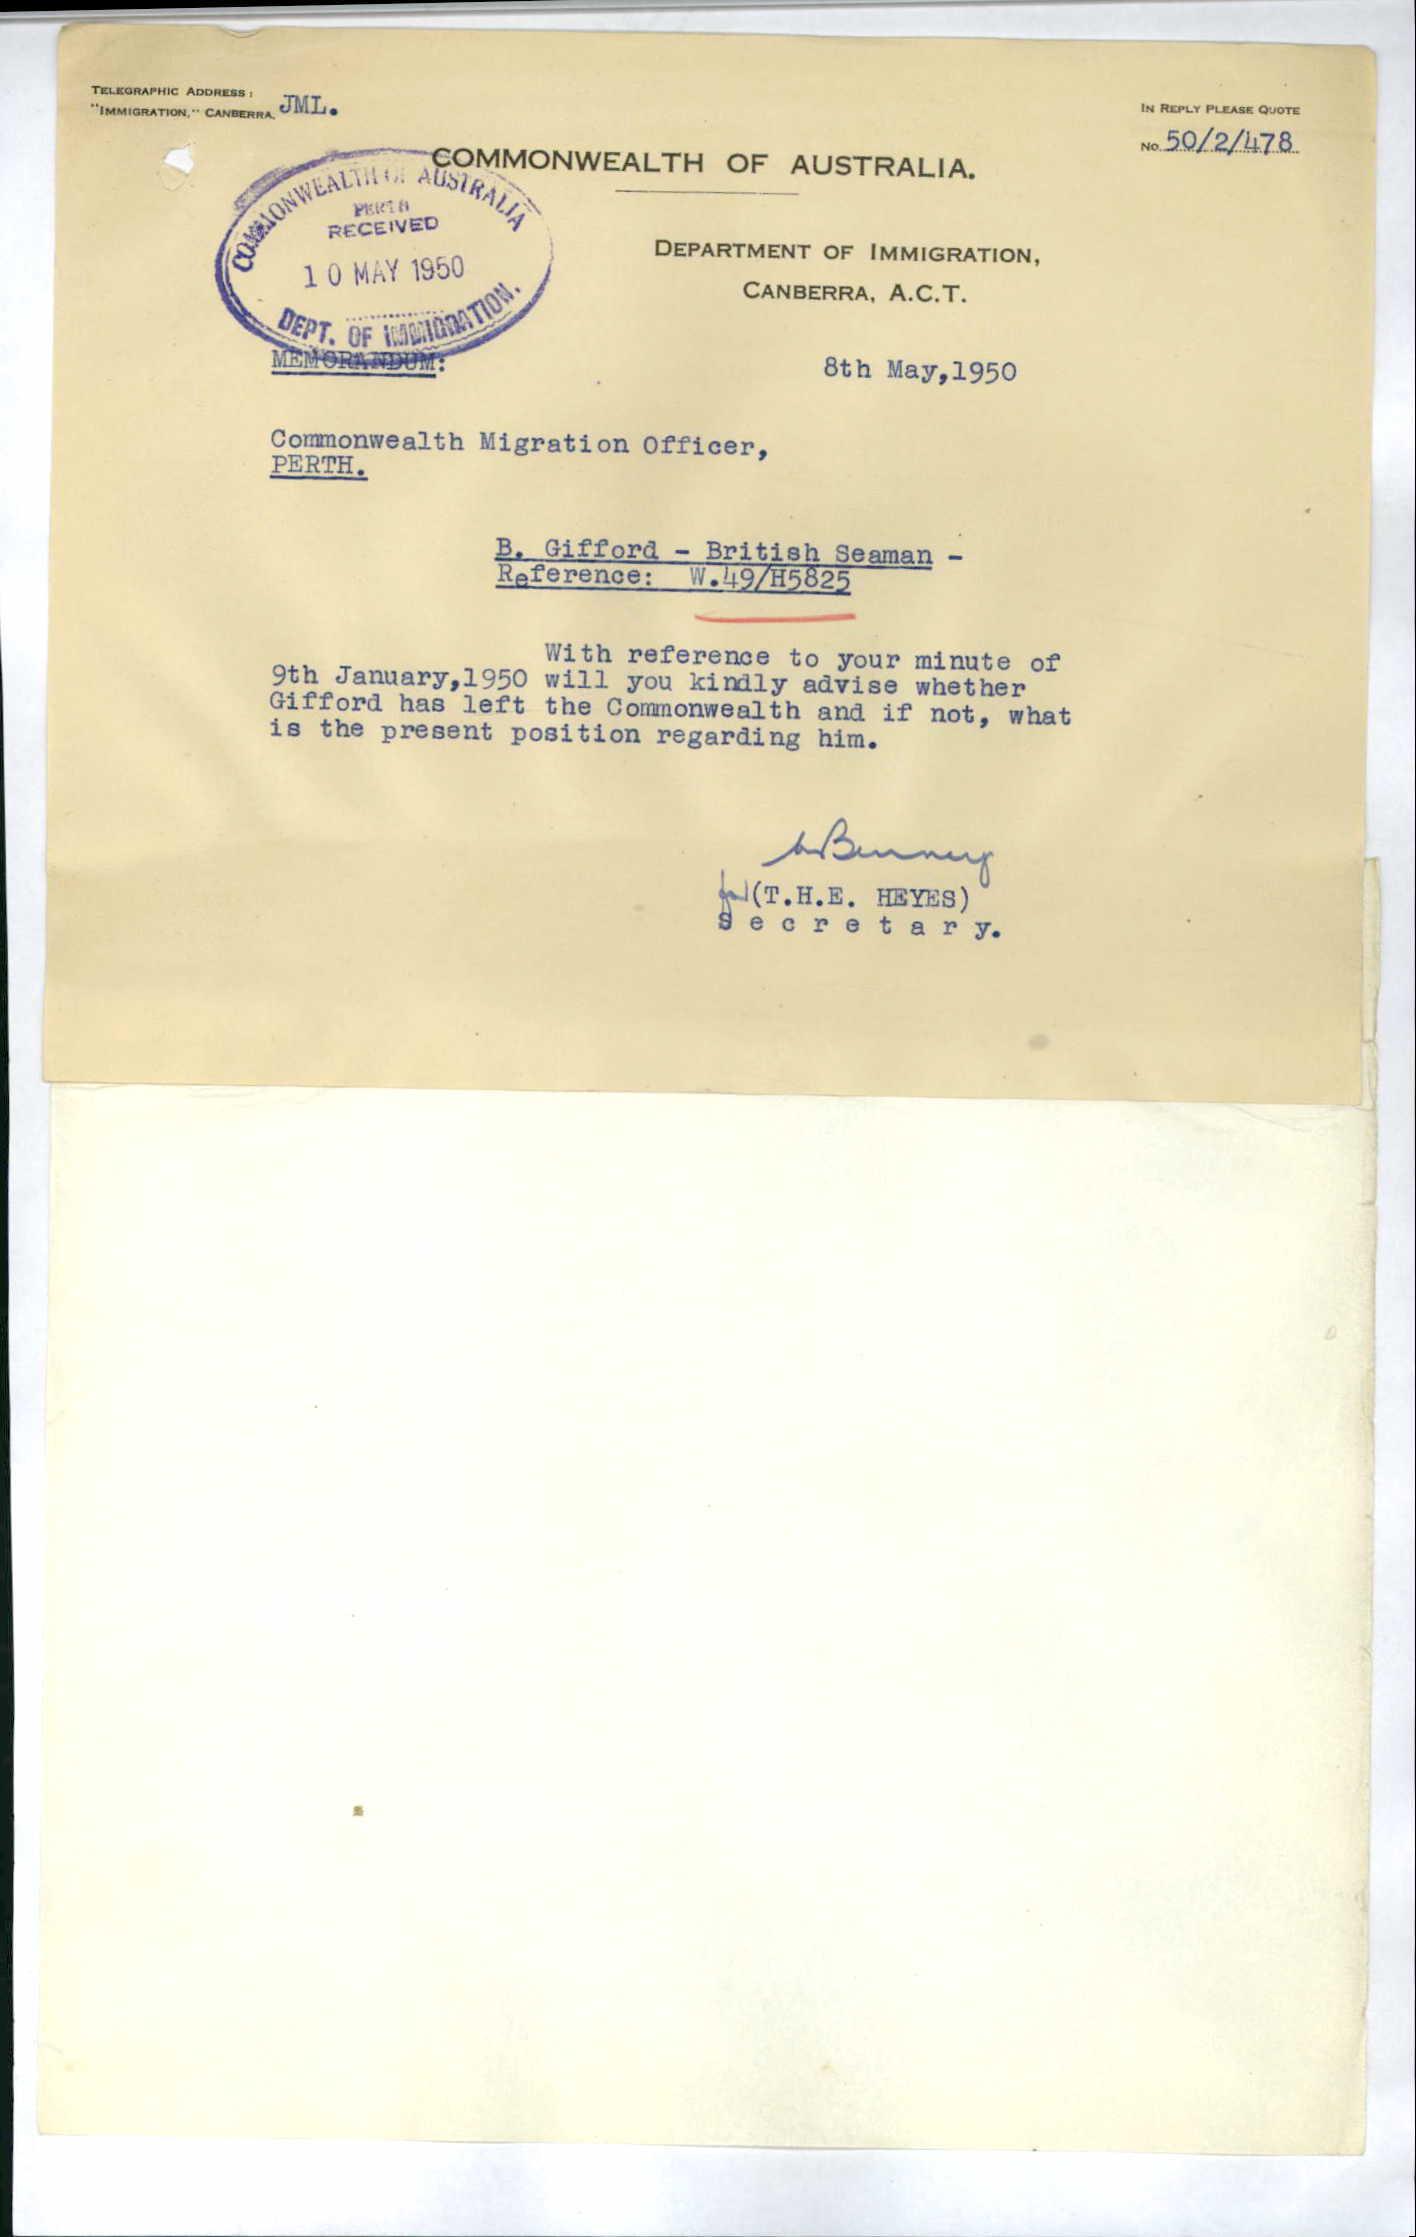 TELEGRAPHIC ADDRESS:
"IMMIGRATION," CANBERRA. JML.
IN REPLY PLEASE QUOTE
No. 50/2/478
COMMONWEALTH OF AUSTRALIA.
COMMONWEALTH OF AUSTRALIA
PERTH
RECEIVED
10 MAY 1950
DEPT. OF IMMIGRATION.
DEPARTMENT OF IMMIGRATION,
CANBERRA, A.C.T.
MEMORANDUM:
8th May,1950
Commonwealth Migration Officer,
PERTH.
B. Gifford - British Seaman -
Reference: W.49/H5825
With reference to your minute of
9th January,1950 will you kindly advise whether
Gifford has left the Commonwealth and if not, what
is the present position regarding him.
for (T.H.E. HEYES)
Secretary.